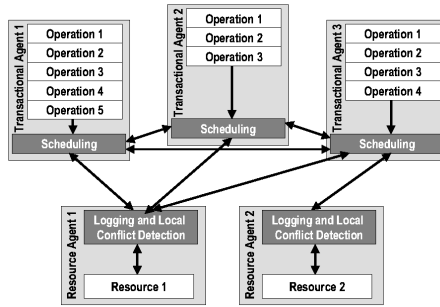 Transactional Agent 1
Operation 1
Operation 2
Operation 3
Operation 4
Operation 5
Scheduling
Transactional Agent 2
Operation 1
Operation 2
Operation 3
Scheduling
Transactional Agent 3
Operation 1
Operation 2
Operation 3
Operation 4
Scheduling
Resource Agent 1
Logging and Local
Conflict Detection
Resource 1
Resource Agent 2
Logging and Local
Conflict Detection
Resource 2